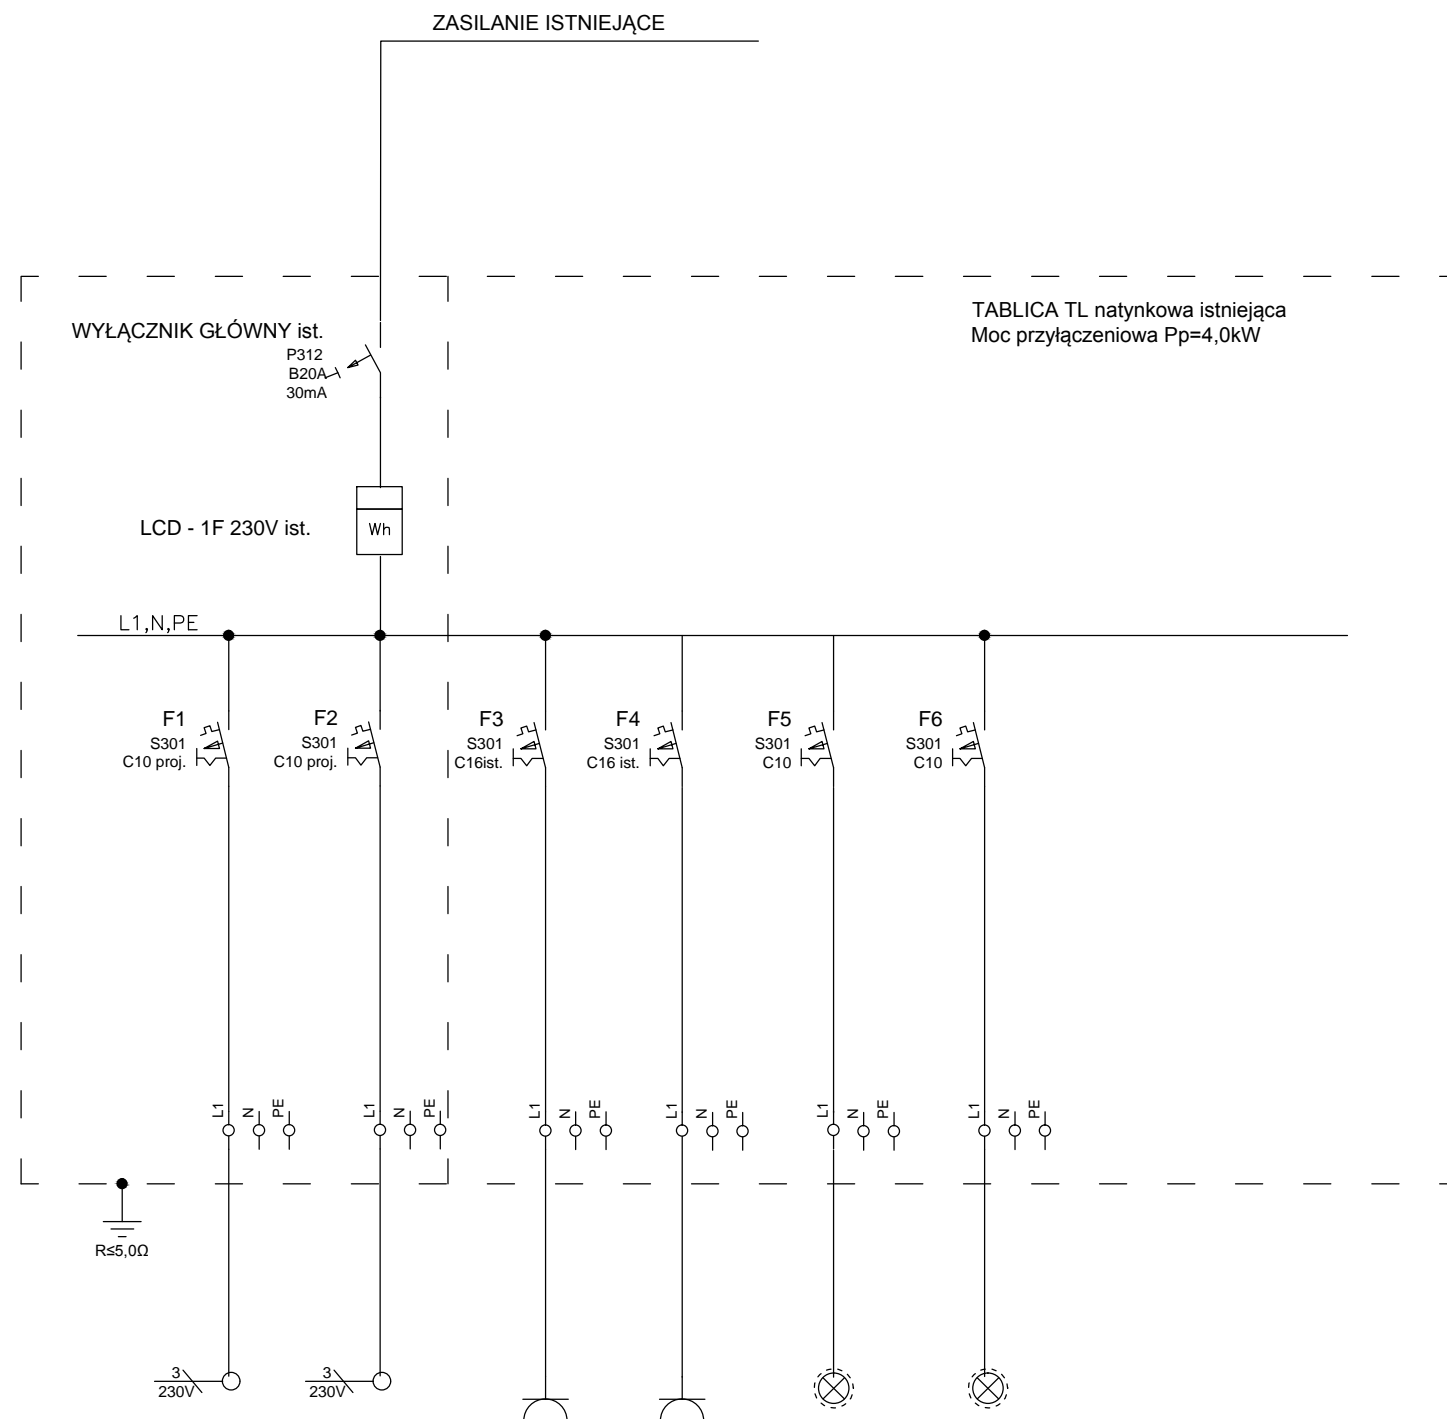 ZASILANIE ISTNIEJĄCE
TABLICA TL natynkowa istniejąca
Moc przyłączeniowa Pp=4,0kW
WYŁĄCZNIK GŁÓWNY ist.
P312
B20A
30mA
LCD - 1F 230V ist.
Wh
L1,N,PE
F1
S301
C10 proj.
F2
S301
C10 proj.
F3
S301
C16ist.
F4
S301
C16 ist.
F5
S301
C10
F6
S301
C10
L1 N PE
L1 N PE
L1 N PE
L1 N PE
L1 N PE
L1 N PE
R≤5,0Ω
3
230V
3
230V